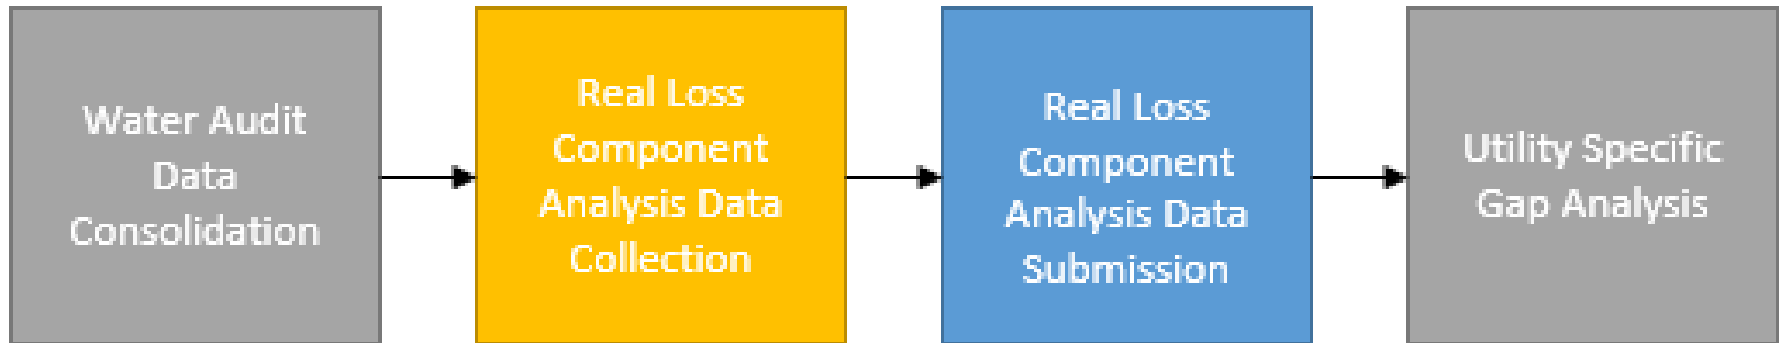 Water Audit
Data
Consolidation
Real Loss
Component
Analysis Data
Collection
Real Loss
Component
Analysis Data
Submission
Utility Specific
Gap Analysis